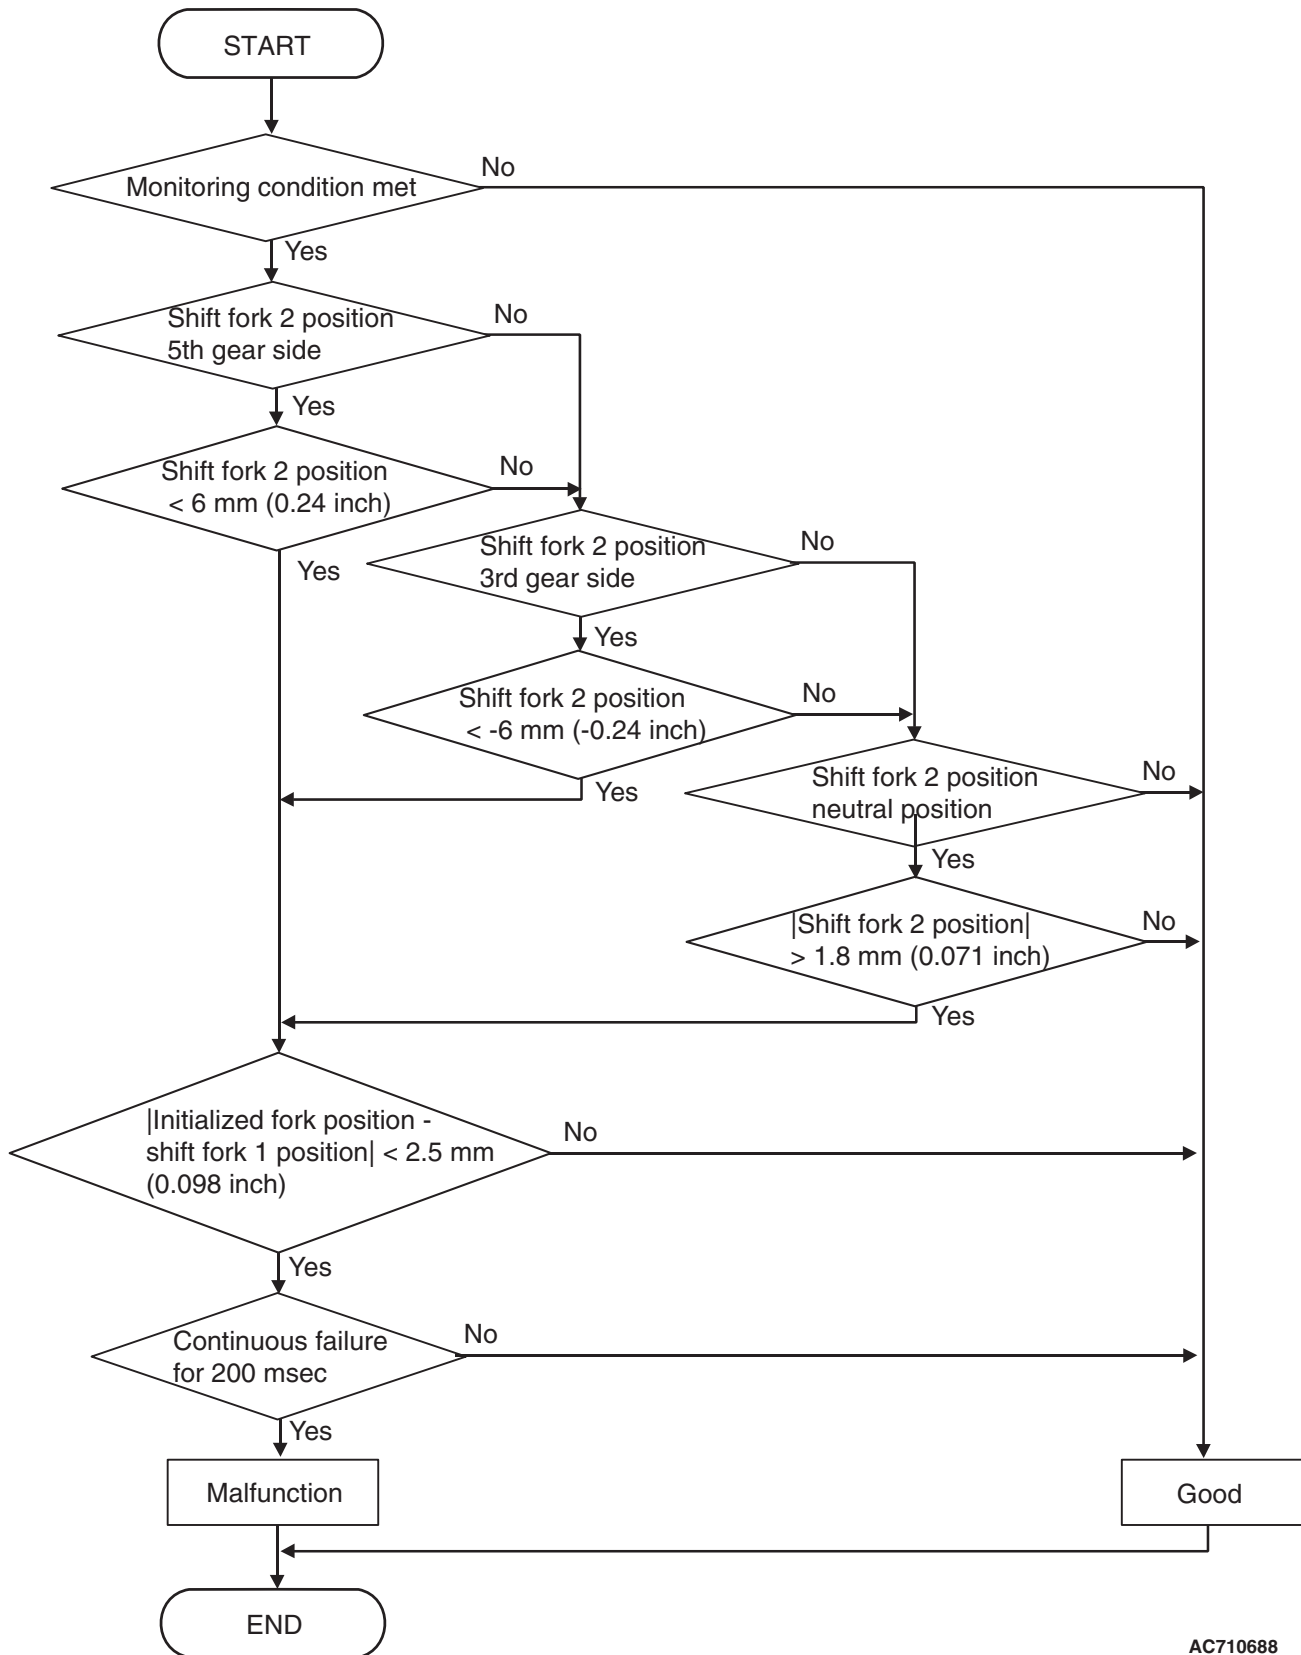 START
Monitoring condition met
No
Yes
Shift fork 2 position
5th gear side
No
Yes
Shift fork 2 position
< 6 mm (0.24 inch)
No
Yes
Shift fork 2 position
3rd gear side
No
Yes
Shift fork 2 position
< -6 mm (-0.24 inch)
No
Yes
Shift fork 2 position
neutral position
No
Yes
|Shift fork 2 position|
> 1.8 mm (0.071 inch)
No
Yes
|Initialized fork position -
shift fork 1 position| < 2.5 mm
(0.098 inch)
No
Yes
Continuous failure
for 200 msec
No
Yes
Malfunction
Good
END
AC710688